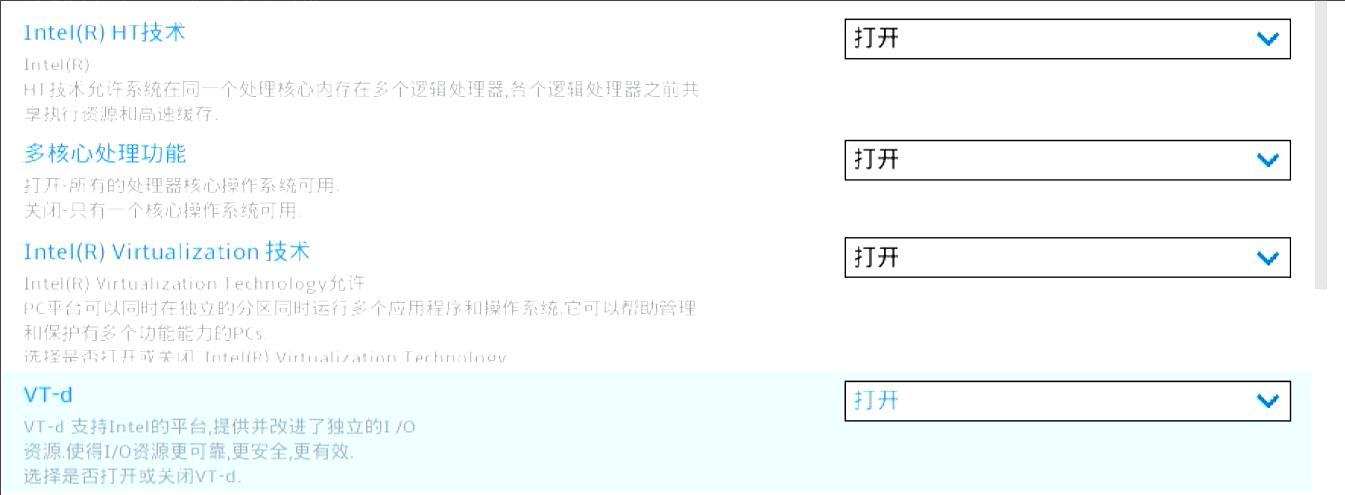 Intel(R) HT技术
打开
Intel(R)
HT技术允许系统在同一个处理核心内存在多个逻辑处理器,各个逻辑处理器之前共
享执行资源和高速缓存.
多核心处理功能
打开
打开-所有的处理器核心操作系统可用.
关闭-只有一个核心操作系统可用.
Intel(R) Virtualization 技术
打开
Intel(R) Virtualization Technology允许
PC平台可以同时在独立的分区同时运行多个应用程序和操作系统.它可以帮助管理
和保护有多个功能能力的PCs.
选择是否打开或关闭 Intel(R) Virtualization Technology
VT-d
打开
VT-d 支持Intel的平台,提供并改进了独立的I /O
资源.使得I/O资源更可靠,更安全,更有效.
选择是否打开或关闭VT-d.